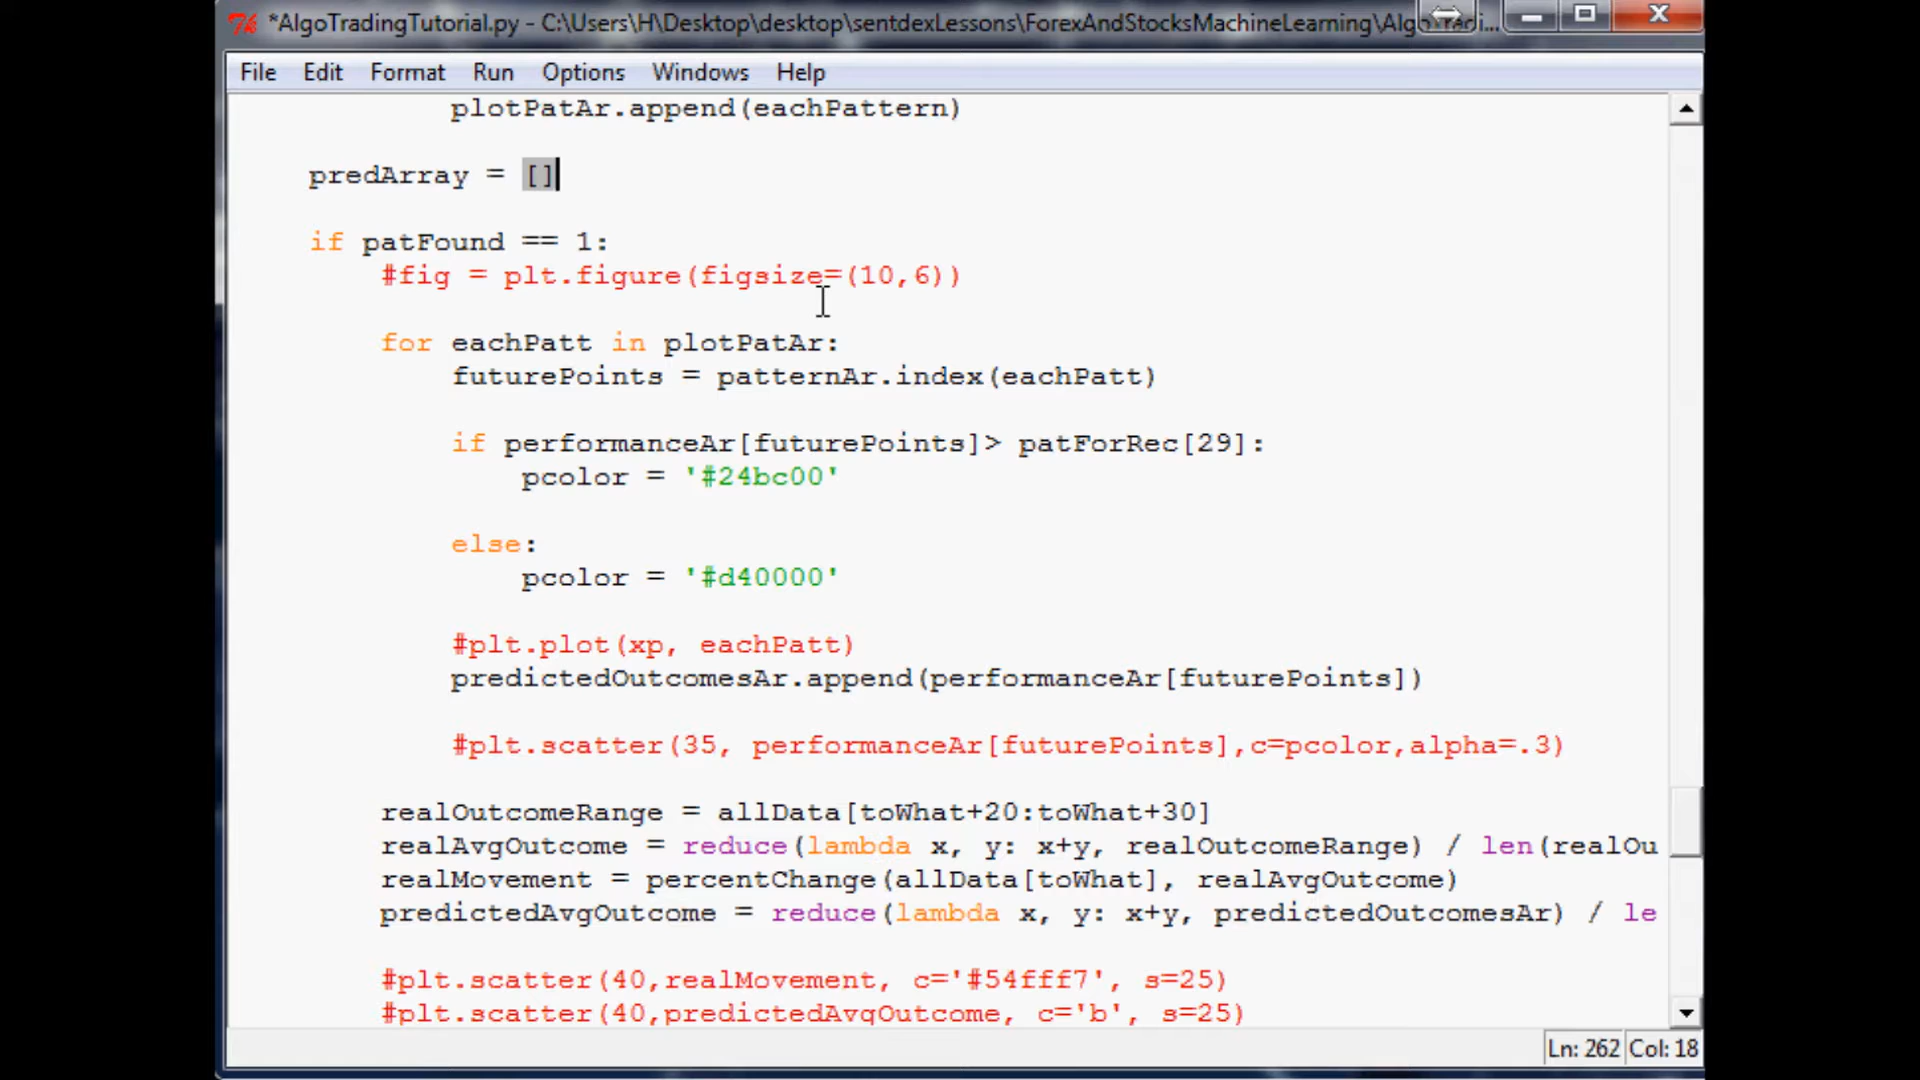 *AlgoTradingTutorial.py - C:\Users\H\Desktop\desktop\sentdexLessons\ForexAndStocksMachineLearning\AlgoTradi...
File Edit Format Run Options Windows Help
plotPatAr.append(eachPattern)
predArray = []
if patFound == 1:
#fig = plt.figure(figsize=(10,6))
for eachPatt in plotPatAr:
futurePoints = patternAr.index(eachPatt)
if performanceAr[futurePoints]> patForRec[29]:
pcolor = '#24bc00'
else:
pcolor = '#d40000'
#plt.plot(xp, eachPatt)
predictedOutcomesAr.append(performanceAr[futurePoints])
#plt.scatter(35, performanceAr[futurePoints],c=pcolor,alpha=.3)
realOutcomeRange = allData[toWhat+20:toWhat+30]
realAvgOutcome = reduce(lambda x, y: x+y, realOutcomeRange) / len(realOu
realMovement = percentChange(allData[toWhat], realAvgOutcome)
predictedAvgOutcome = reduce(lambda x, y: x+y, predictedOutcomesAr) / le
#plt.scatter(40,realMovement, c='#54fff7', s=25)
#plt.scatter(40,predictedAvgOutcome, c='b', s=25)
Ln: 262 Col: 18